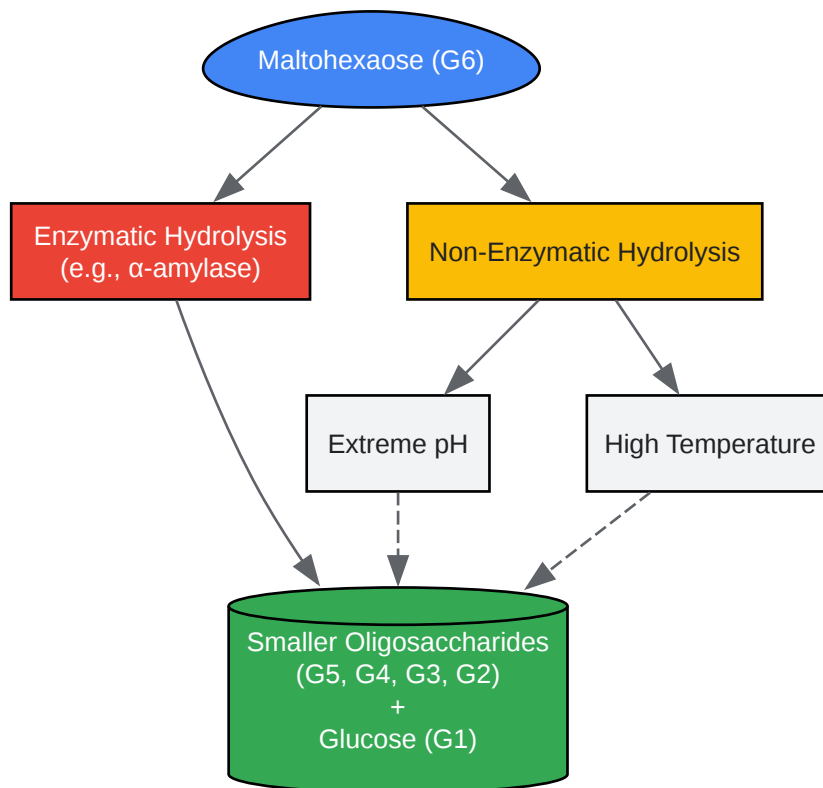 Maltohexaose (G6)
Enzymatic Hydrolysis
(e.g., α-amylase)
Non-Enzymatic Hydrolysis
Extreme pH
High Temperature
Smaller Oligosaccharides
(G5, G4, G3, G2)
+
Glucose (G1)